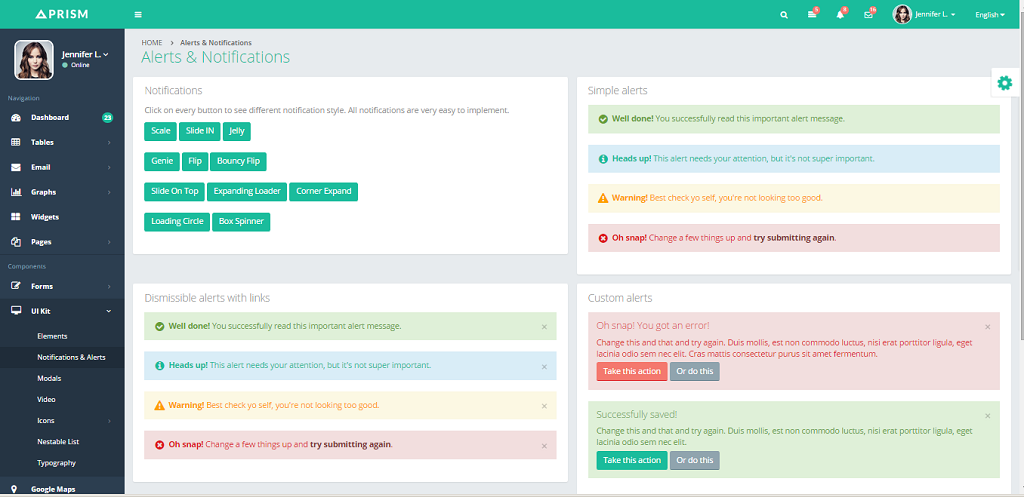 PRISM
5
8
16
Jennifer L.
English
Jennifer L.
Online
Navigation
Dashboard
23
Tables
Email
Graphs
Widgets
Pages
Components
Forms
UI Kit
Elements
Notifications & Alerts
Modals
Video
Icons
Nestable List
Typography
Google Maps
HOME > Alerts & Notifications
Alerts & Notifications
Notifications
Click on every button to see different notification style. All notifications are very easy to implement.
Scale Slide IN Jelly
Genie Flip Bouncy Flip
Slide On Top Expanding Loader Corner Expand
Loading Circle Box Spinner
Simple alerts
Well done! You successfully read this important alert message.
Heads up! This alert needs your attention, but it's not super important.
Warning! Best check yo self, you're not looking too good.
Oh snap! Change a few things up and try submitting again.
Dismissible alerts with links
Well done! You successfully read this important alert message. ×
Heads up! This alert needs your attention, but it's not super important. ×
Warning! Best check yo self, you're not looking too good. ×
Oh snap! Change a few things up and try submitting again. ×
Custom alerts
Oh snap! You got an error! ×
Change this and that and try again. Duis mollis, est non commodo luctus, nisi erat porttitor ligula, eget
lacinia odio sem nec elit. Cras mattis consectetur purus sit amet fermentum.
Take this action Or do this
Successfully saved! ×
Change this and that and try again. Duis mollis, est non commodo luctus, nisi erat porttitor ligula, eget
lacinia odio sem nec elit.
Take this action Or do this